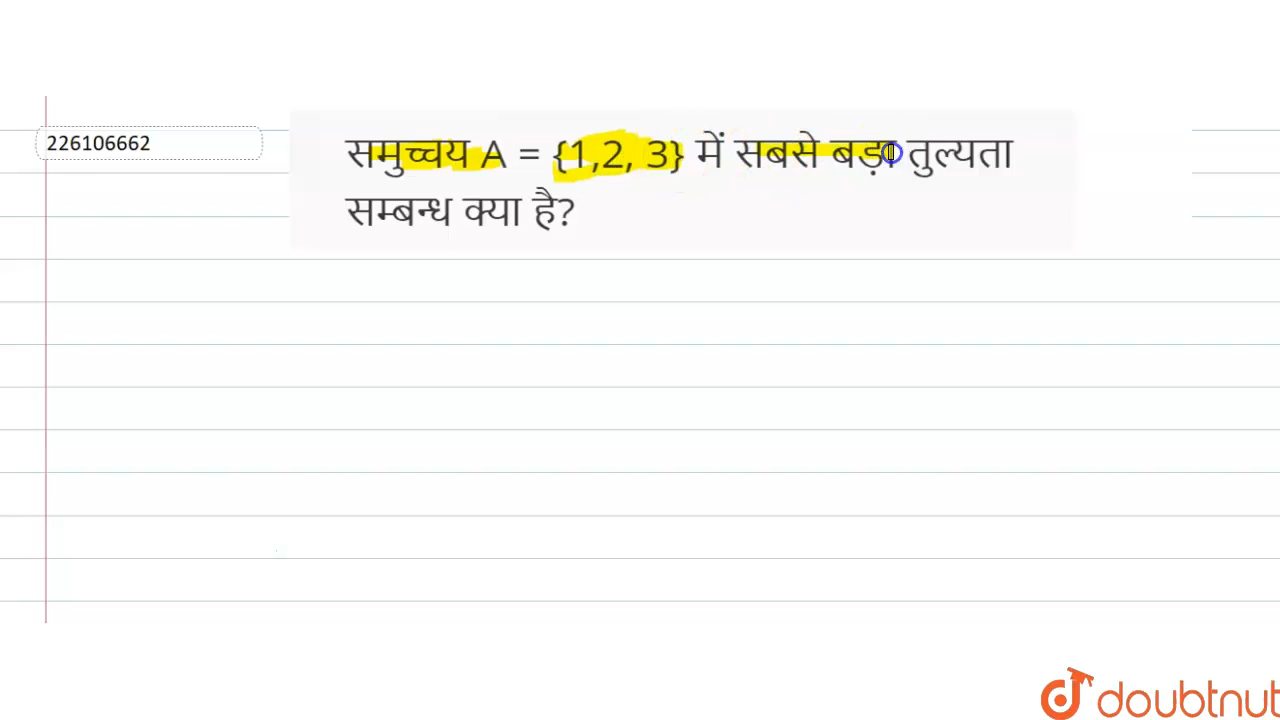 226106662
समुच्चय A = {1,2, 3} में सबसे बड़ा तुल्यता
सम्बन्ध क्या है?
doubtnut